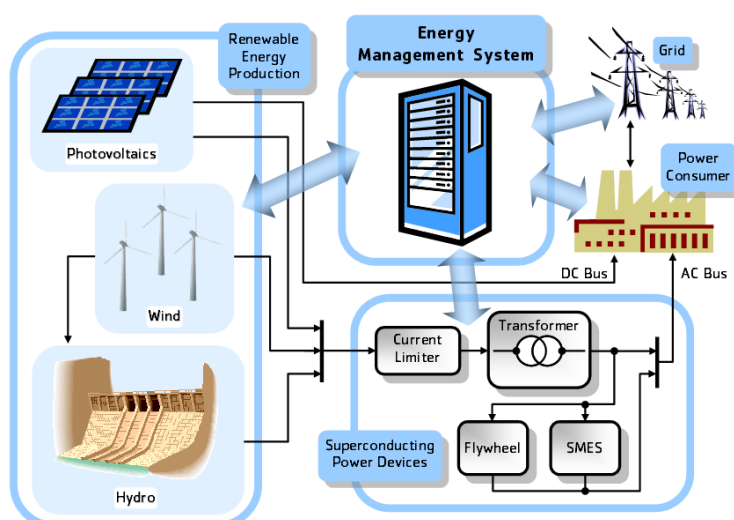 Renewable
Energy
Production
Energy
Management System
Grid
Photovoltaics
Power
Consumer
Wind
DC Bus
AC Bus
Current
Limiter
Transformer
Hydro
Superconducting
Power Devices
Flywheel
SMES